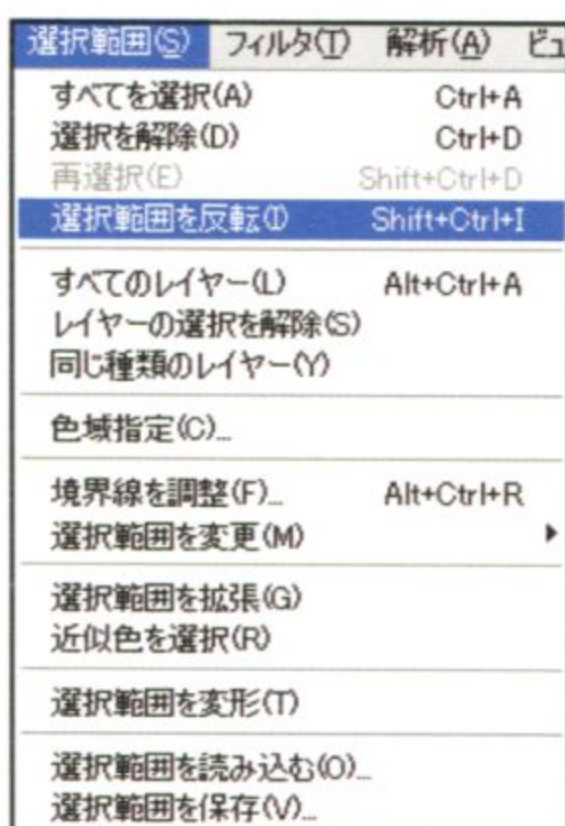 選択範囲(S) フィルタ(T) 解析(A) ビュ
すべてを選択(A) Ctrl+A
選択を解除(D) Ctrl+D
再選択(E) Shift+Ctrl+D
選択範囲を反転(I) Shift+Ctrl+I
すべてのレイヤー(L) Alt+Ctrl+A
レイヤーの選択を解除(S)
同じ種類のレイヤー(Y)
色域指定(C)...
境界線を調整(F)... Alt+Ctrl+R
選択範囲を変更(M)
選択範囲を拡張(G)
近似色を選択(R)
選択範囲を変形(T)
選択範囲を読み込む(O)...
選択範囲を保存(V)...